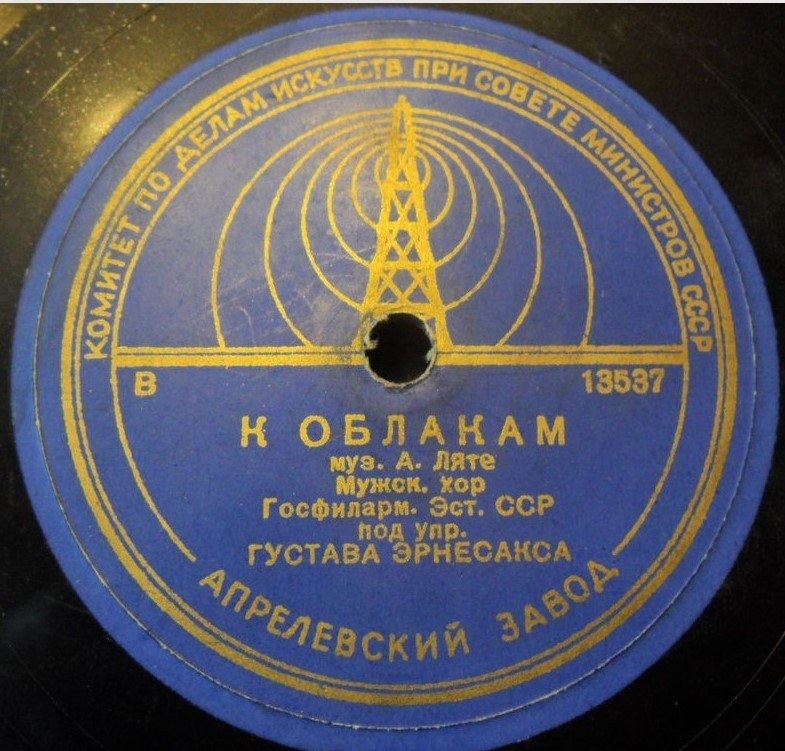 КОМИТЕТ ПО ДЕЛАМ ИСКУССТВ ПРИ СОВЕТЕ МИНИСТРОВ СССР
В 13537
К ОБЛАКАМ
муз. А. Ляте
Мужск. хор
Госфиларм. Эст. ССР
под упр.
ГУСТАВА ЭРНЕСАКСА
АПРЕЛЕВСКИЙ ЗАВОД